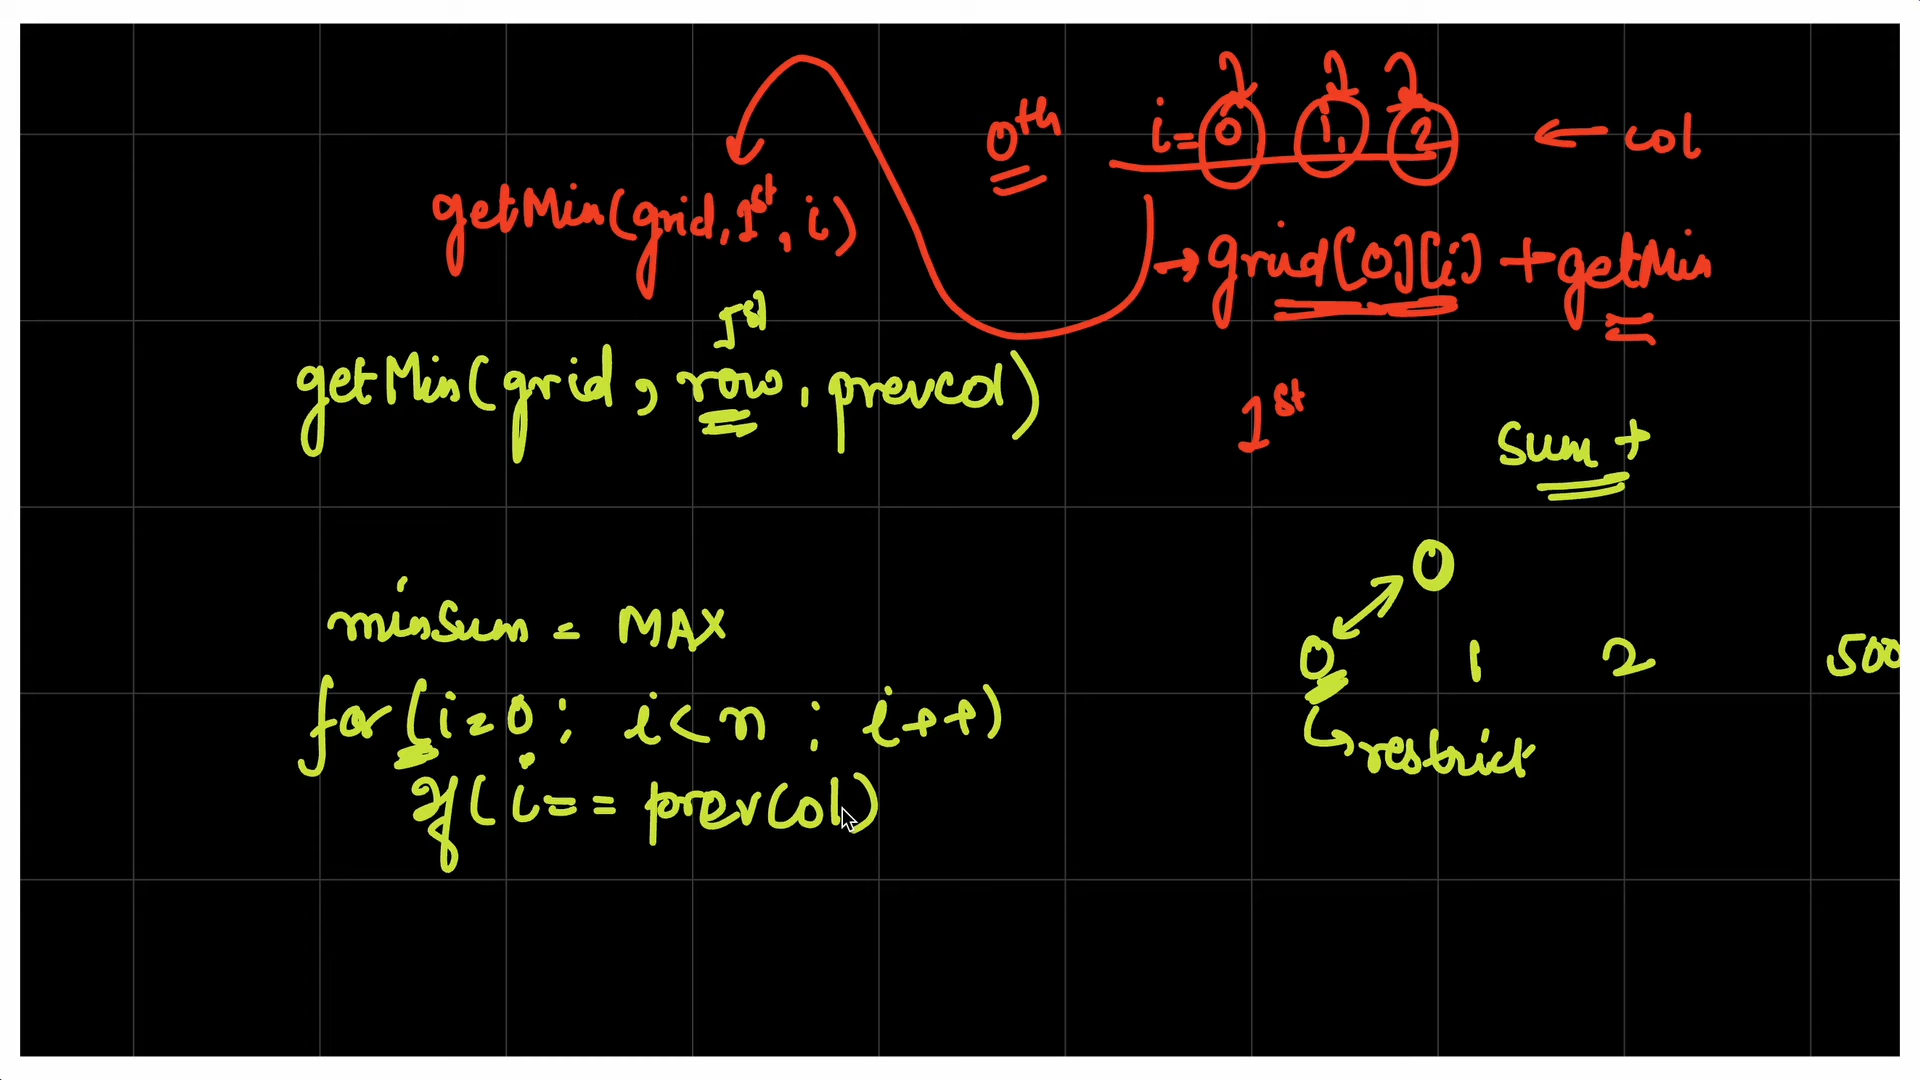 0th i=0 1, 2 ← col
getMin(grid,1st, i)
→ grid[0][i] + getMin
1st
getMin(grid, row, prevcol)
1st
sum +
0
minSum = MAX
0 1 2 500
for (i=0; i<n; i++)
restrict
if(i== prevCol)